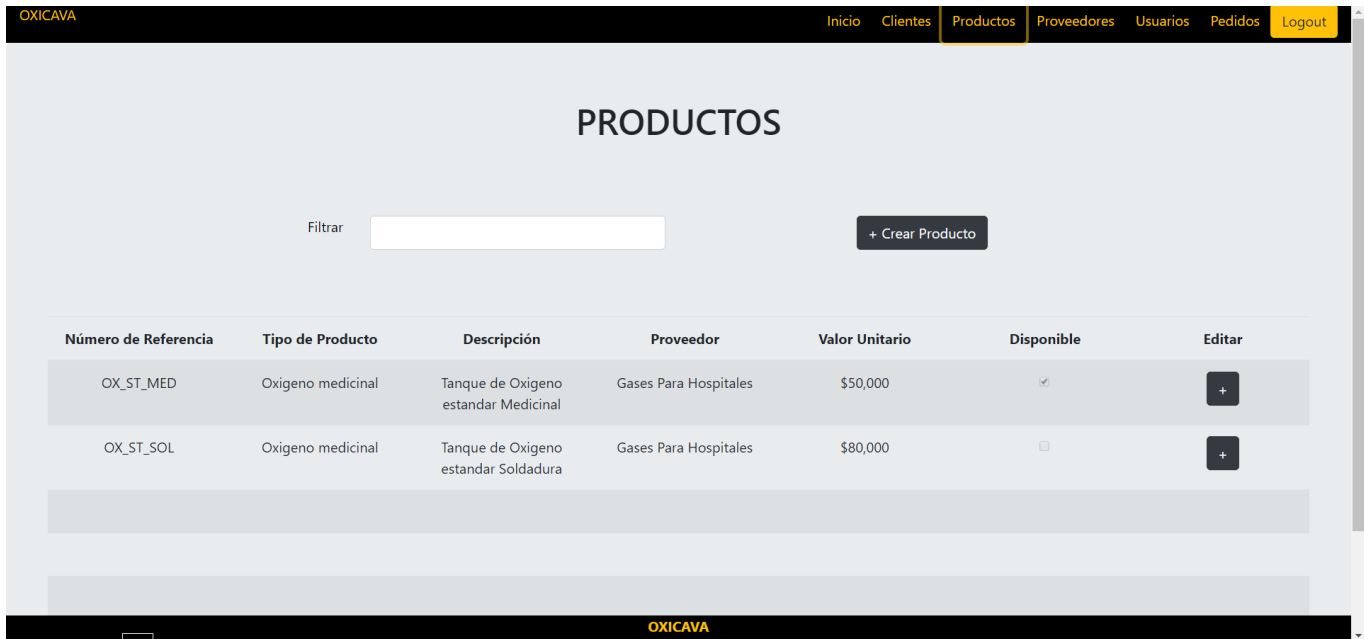 OXICAVA
Inicio Clientes Productos Proveedores Usuarios Pedidos Logout
PRODUCTOS
Filtrar
+ Crear Producto
Número de Referencia Tipo de Producto Descripción Proveedor Valor Unitario Disponible Editar
OX_ST_MED Oxigeno medicinal Tanque de Oxigeno Gases Para Hospitales $50,000 +
estandar Medicinal
OX_ST_SOL Oxigeno medicinal Tanque de Oxigeno Gases Para Hospitales $80,000 +
estandar Soldadura
OXICAVA